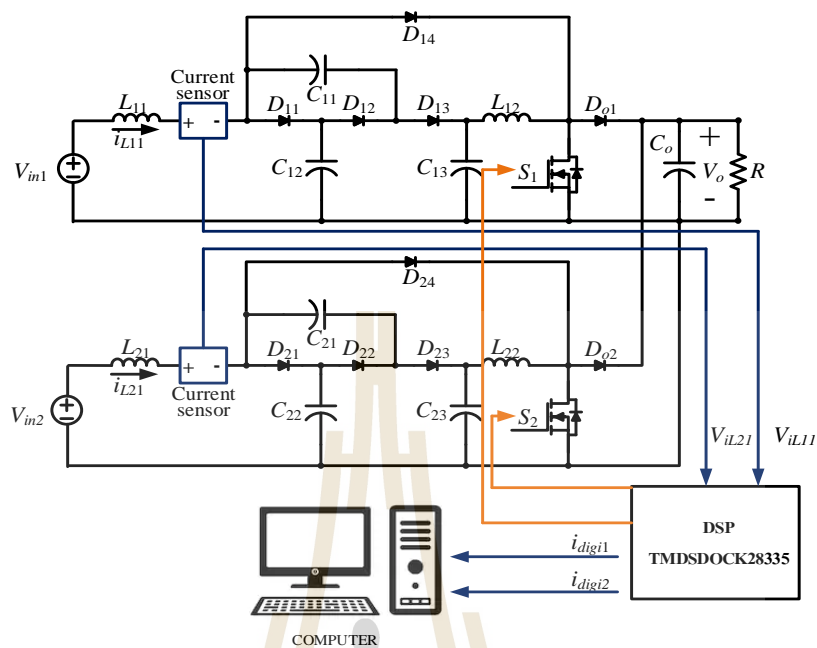 D14
Current
sensor
C11
L11
D11
D12
D13
L12
Do1
+ -
iL11
Vin1
C12
C13
S1
Co
+
Vo
-
R
D24
C21
L21
D21
D22
D23
L22
Do2
+ -
iL21
Current
sensor
Vin2
C22
C23
S2
ViL21
ViL11
DSP
TMDSDOCK28335
idigi1
idigi2
COMPUTER